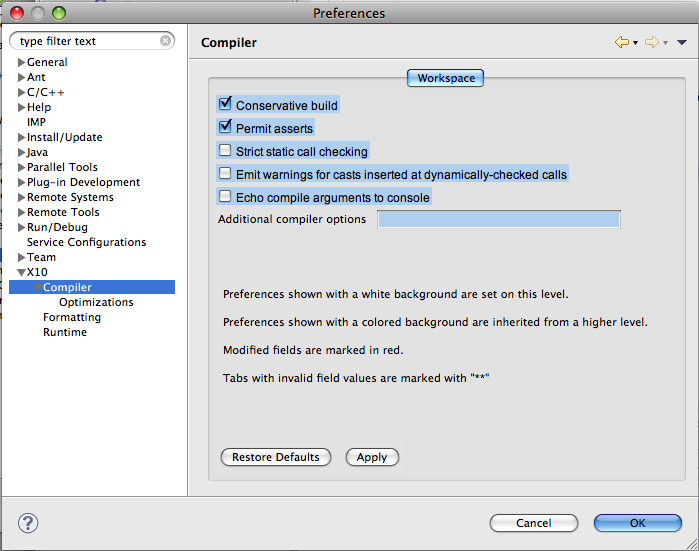 Preferences
type filter text
Compiler
General
Ant
C/C++
Help
IMP
Install/Update
Java
Parallel Tools
Plug-in Development
Remote Systems
Remote Tools
Run/Debug
Service Configurations
Team
X10
Compiler
Optimizations
Formatting
Runtime
Workspace
Conservative build
Permit asserts
Strict static call checking
Emit warnings for casts inserted at dynamically-checked calls
Echo compile arguments to console
Additional compiler options
Preferences shown with a white background are set on this level.
Preferences shown with a colored background are inherited from a higher level.
Modified fields are marked in red.
Tabs with invalid field values are marked with "**"
Restore Defaults
Apply
?
Cancel
OK